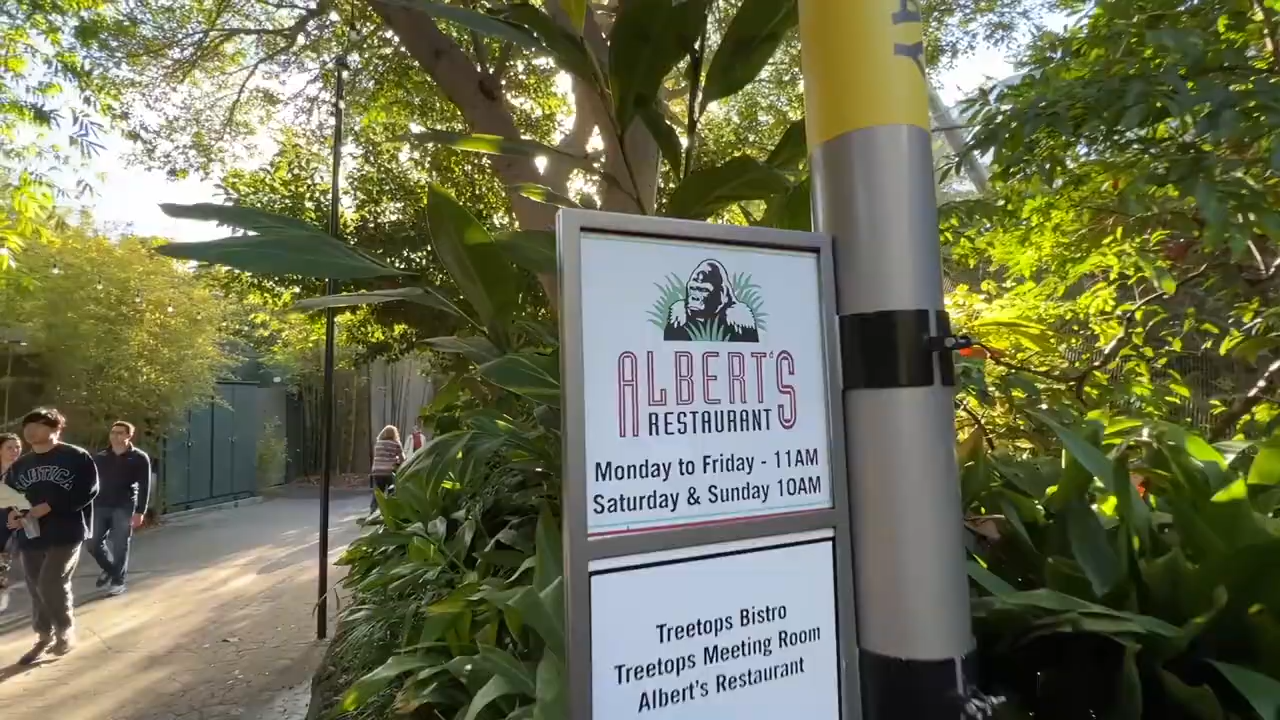 ALBERT'S
RESTAURANT
Monday to Friday - 11AM
Saturday & Sunday 10AM
Treetops Bistro
Treetops Meeting Room
Albert's Restaurant